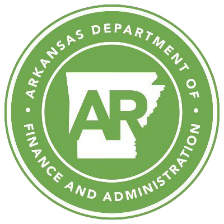 • ARKANSAS DEPARTMENT OF •
FINANCE AND ADMINISTRATION
AR